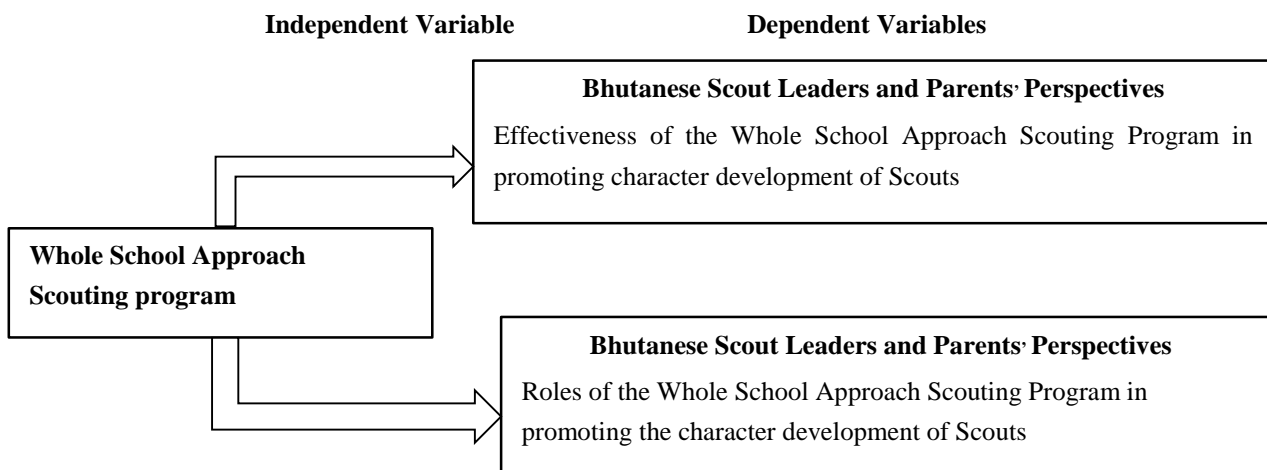 Independent Variable
Dependent Variables
Bhutanese Scout Leaders and Parents’ Perspectives
Effectiveness of the Whole School Approach Scouting Program in
promoting character development of Scouts
Whole School Approach
Scouting program
Bhutanese Scout Leaders and Parents’ Perspectives
Roles of the Whole School Approach Scouting Program in
promoting the character development of Scouts